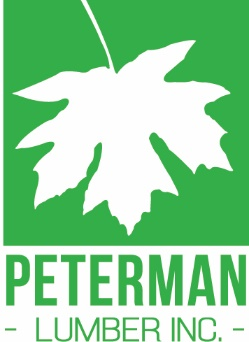 PETERMAN
- LUMBER INC. -